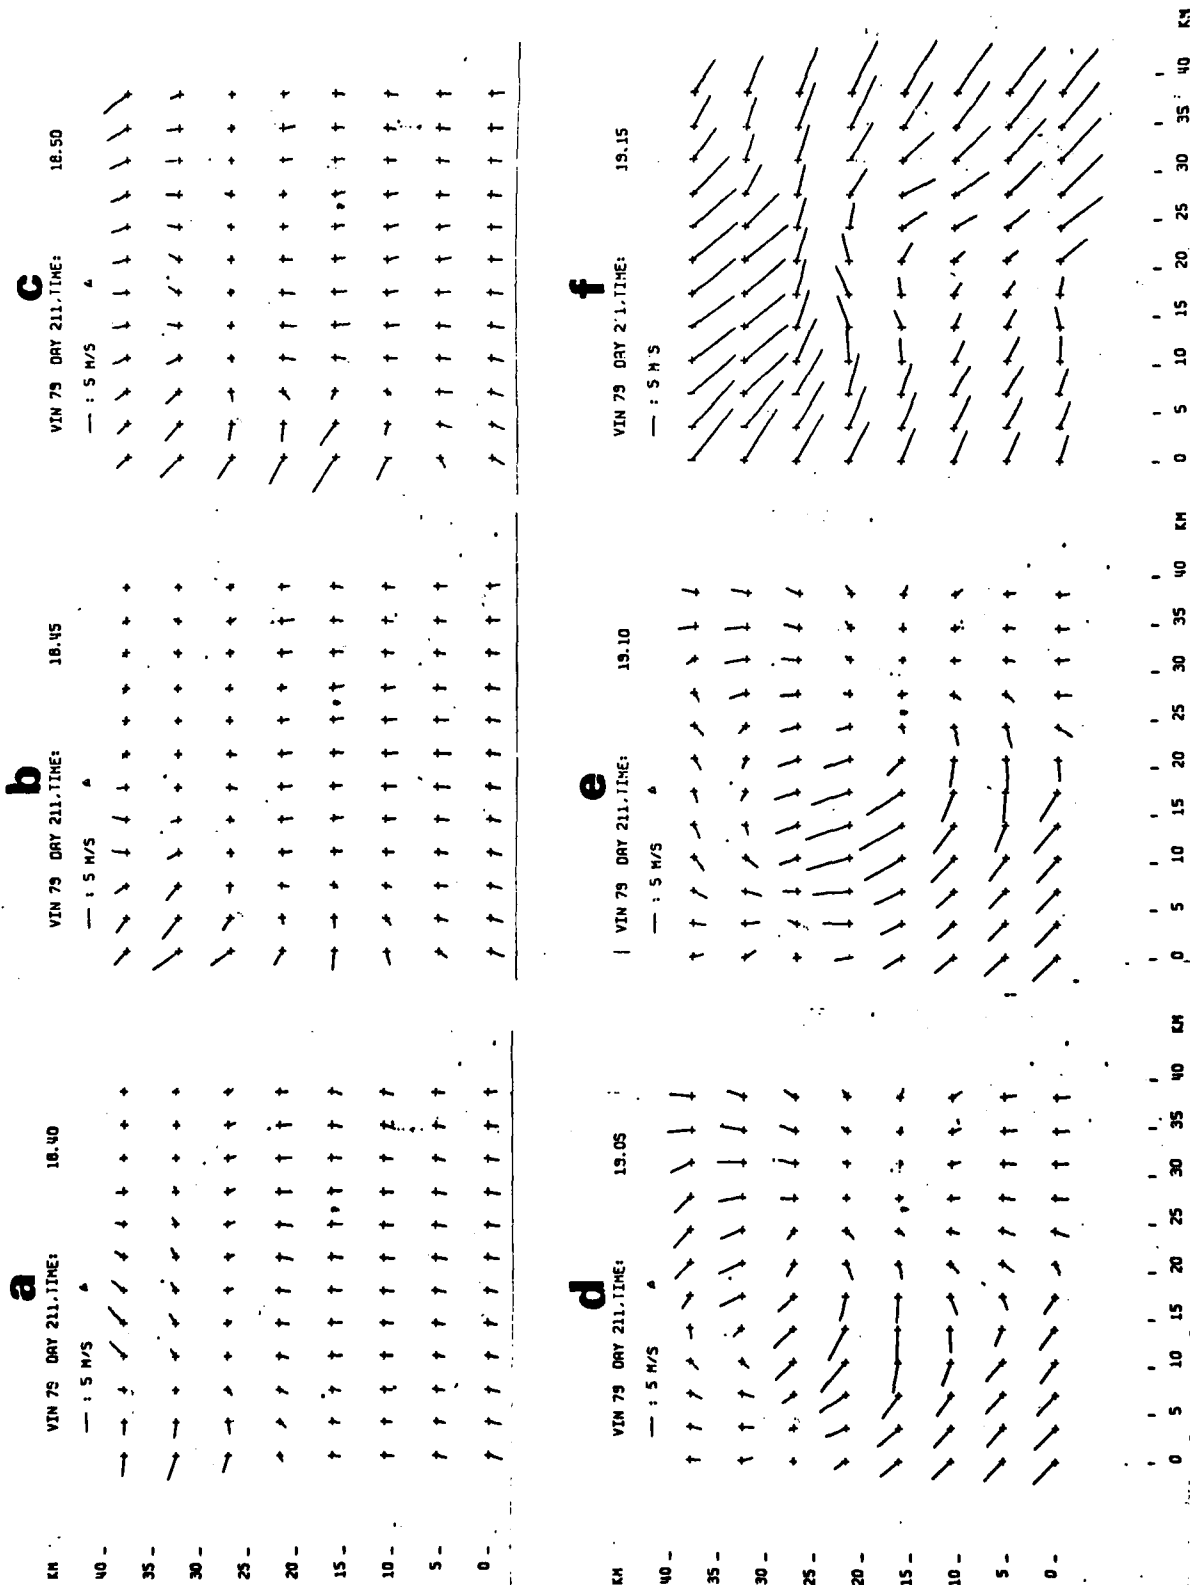 a
VIN 79 DAY 211,TIME: 18.40
— : 5 M/S
b
VIN 79 DAY 211,TIME: 18.45
— : 5 M/S
c
VIN 79 DAY 211,TIME: 18.50
— : 5 M/S
KM
40
35
30
25
20
15
10
5
0
d
VIN 79 DAY 211,TIME: 19.05
— : 5 M/S
e
VIN 79 DAY 211,TIME: 19.10
— : 5 M/S
f
VIN 79 DAY 2'1,TIME: 19.15
— : 5 M'S
KM
40
30
25
20
15
10
5
0
0 5 10 15 20 25 30 35 40 KM
0 5 10 15 20 25 30 35 40 KM
0 5 10 15 20 25 30 35 40 KM